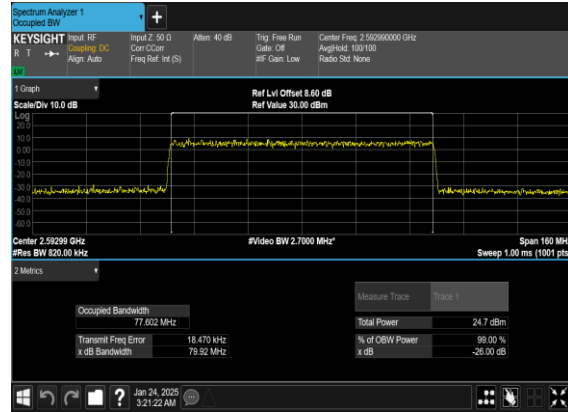 Spectrum Analyzer 1
Occupied BW
KEYSIGHT Input: RF Input Z: 50 Ω Atten: 40 dB Trig: Free Run Center Freq: 2.592990000 GHz
R T Coupling: DC Corr CCorr Gate: Off Avg|Hold: 100/100
Align: Auto Freq Ref: Int (S) #IF Gain: Low Radio Std: None
LM
1 Graph
Ref Lvl Offset 8.60 dB
Scale/Div 10.0 dB Ref Value 30.00 dBm
Log
20.0
10.0
0.00
-10.0
-20.0
-30.0
-40.0
-50.0
-60.0
Center 2.59299 GHz #Video BW 2.7000 MHz* Span 160 MH
#Res BW 820.00 kHz Sweep 1.00 ms (1001 pts
2 Metrics
Measure Trace Trace 1
Occupied Bandwidth
77.602 MHz Total Power 24.7 dBm
Transmit Freq Error 18.470 kHz % of OBW Power 99.00 %
x dB Bandwidth 79.92 MHz x dB -26.00 dB
? Jan 24, 2025
3:21:22 AM